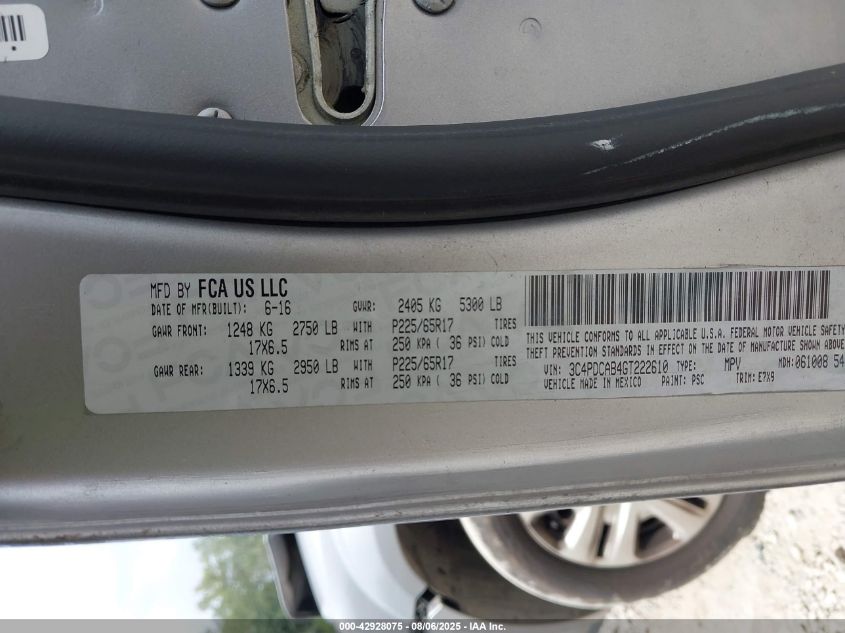 MFD BY FCA US LLC
DATE OF MFR(BUILT): 6-16 GVWR: 2405 KG 5300 LB
GAWR FRONT: 1248 KG 2750 LB WITH P225/65R17 TIRES
17X6.5 RIMS AT 250 KPA ( 36 PSI) COLD
GAWR REAR: 1339 KG 2950 LB WITH P225/65R17 TIRES
17X6.5 RIMS AT 250 KPA ( 36 PSI) COLD
THIS VEHICLE CONFORMS TO ALL APPLICABLE U.S.A. FEDERAL MOTOR VEHICLE SAFETY
THEFT PREVENTION STANDARDS IN EFFECT ON THE DATE OF MANUFACTURE SHOWN ABOVE
VIN: 3C4PDCAB4GT222610 TYPE: MPV MDH:061008 54
VEHICLE MADE IN MEXICO PAINT: PSC TRIM: E7X9
000-42928075 - 08/06/2025 - IAA Inc.